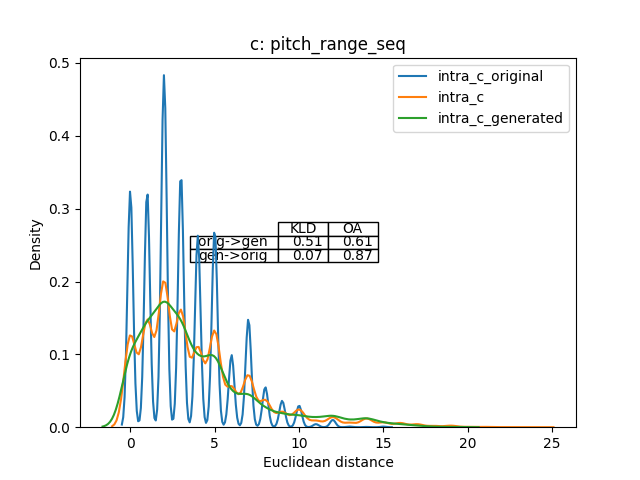 c: pitch_range_seq
intra_c_original
intra_c
intra_c_generated
KLD OA
orig->gen 0.51 0.61
gen->orig 0.07 0.87
Density
0.5
0.4
0.3
0.2
0.1
0.0
0 5 10 15 20 25
Euclidean distance